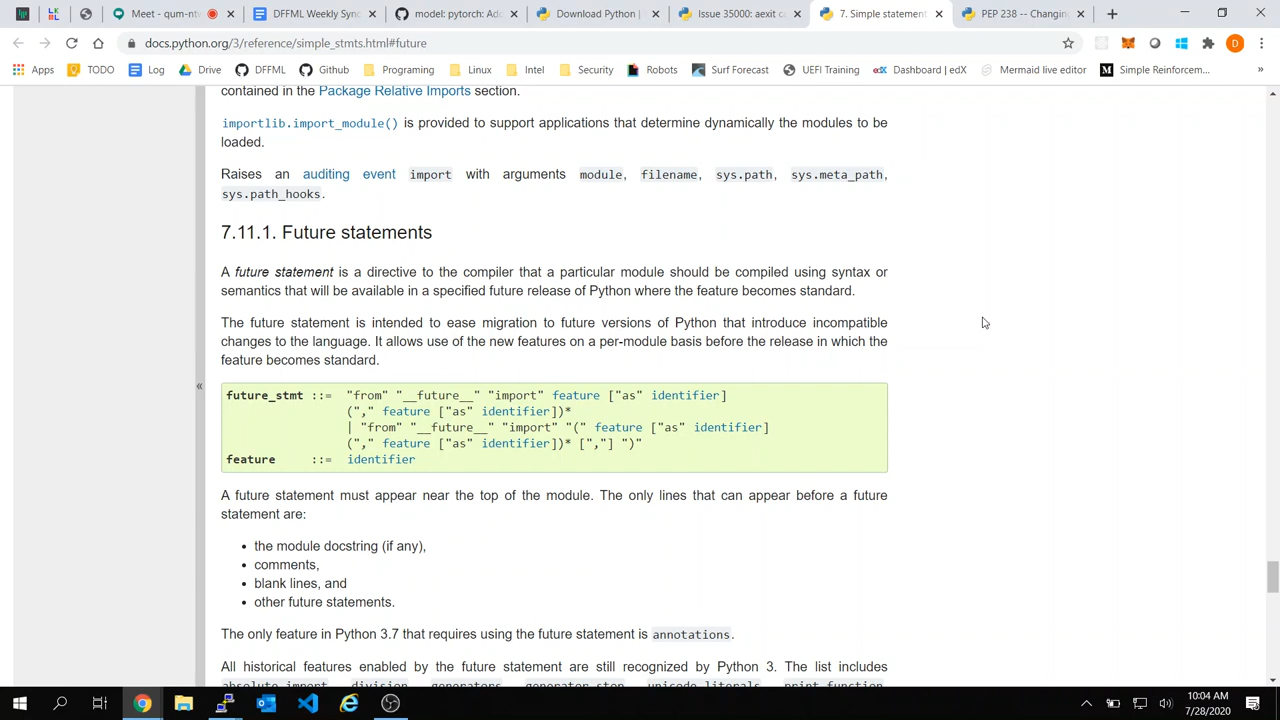 Meet - qum-nt
DFFML Weekly Sync
model: pytorch: Add
Download Python |
Issue 35000: aexit ca
7. Simple statement
PEP 238 -- Changing
docs.python.org/3/reference/simple_stmts.html#future
Apps TODO Log Drive DFFML Github Programing Linux Intel Security Robots Surf Forecast UEFI Training Dashboard | edX Mermaid live editor Simple Reinforcem... »
contained in the Package Relative Imports section.
importlib.import_module() is provided to support applications that determine dynamically the modules to be
loaded.
Raises an auditing event import with arguments module, filename, sys.path, sys.meta_path,
sys.path_hooks.
7.11.1. Future statements
A future statement is a directive to the compiler that a particular module should be compiled using syntax or
semantics that will be available in a specified future release of Python where the feature becomes standard.
The future statement is intended to ease migration to future versions of Python that introduce incompatible
changes to the language. It allows use of the new features on a per-module basis before the release in which the
feature becomes standard.
«
future_stmt ::= "from" "__future__" "import" feature ["as" identifier]
("," feature ["as" identifier])*
| "from" "__future__" "import" "(" feature ["as" identifier]
("," feature ["as" identifier])* [","] ")"
feature ::= identifier
A future statement must appear near the top of the module. The only lines that can appear before a future
statement are:
• the module docstring (if any),
• comments,
• blank lines, and
• other future statements.
The only feature in Python 3.7 that requires using the future statement is annotations.
All historical features enabled by the future statement are still recognized by Python 3. The list includes
absolute_import, division, generators, generator_stop, unicode_literals, print_function,
10:04 AM
7/28/2020